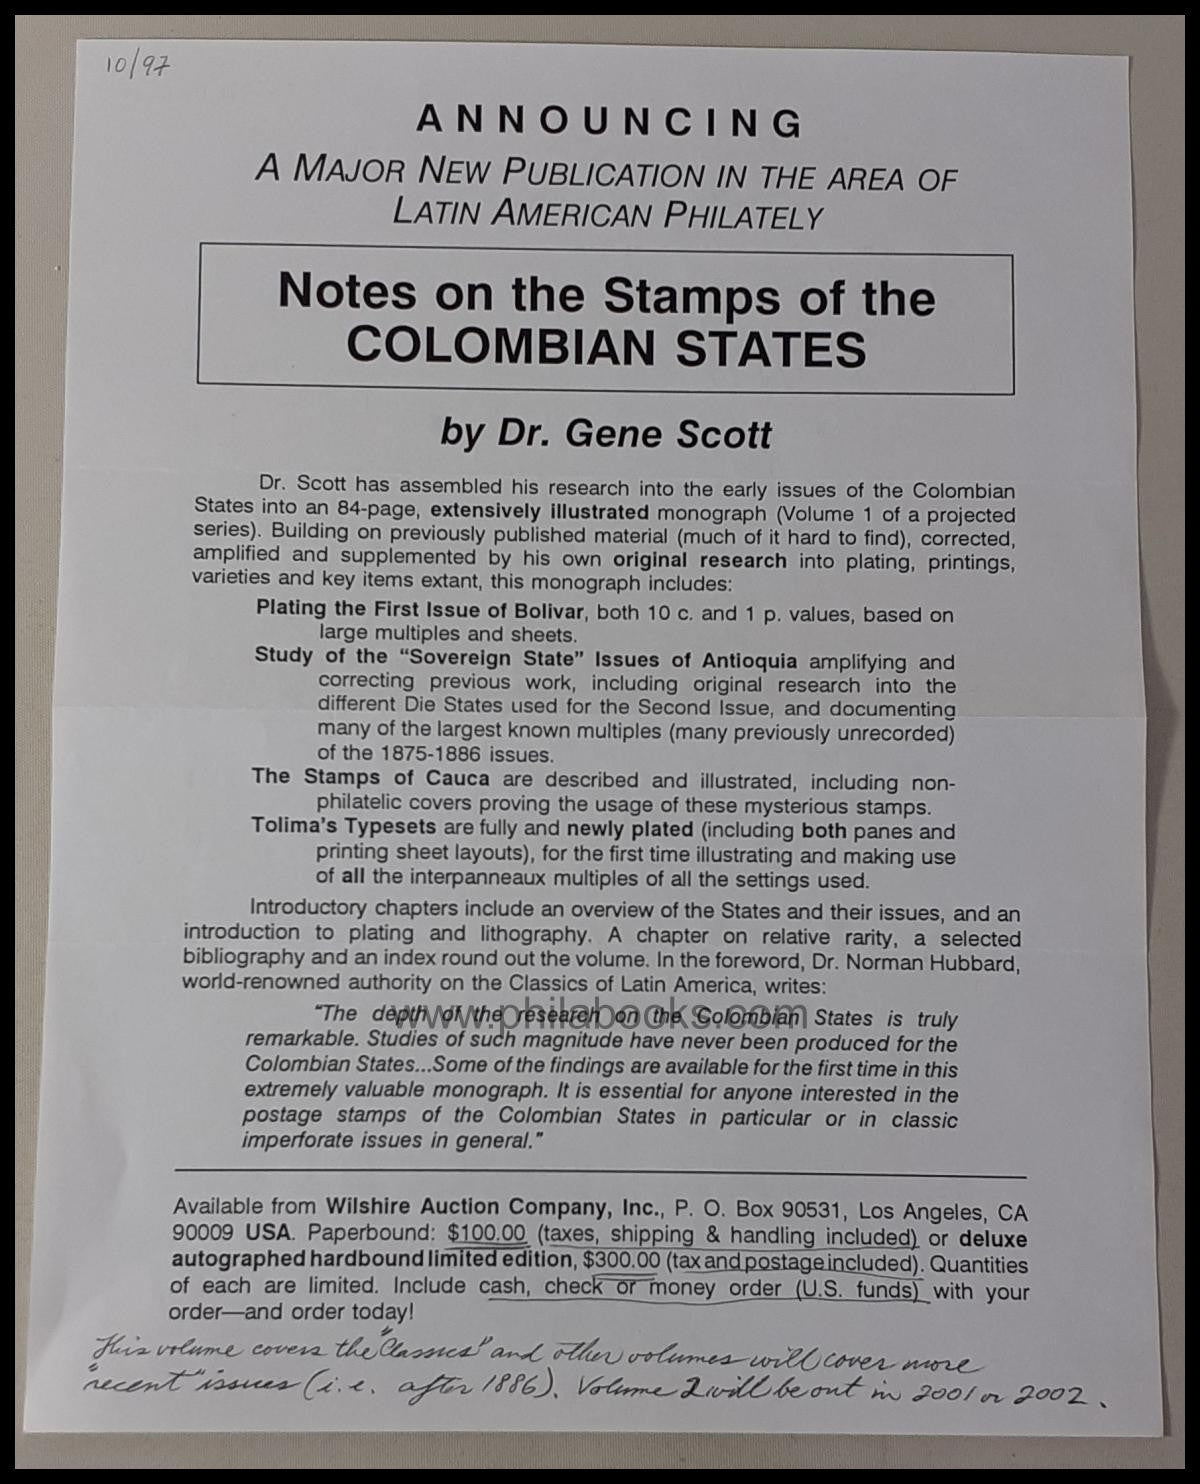 10/97
ANNOUNCING
A MAJOR NEW PUBLICATION IN THE AREA OF
LATIN AMERICAN PHILATELY
Notes on the Stamps of the
COLOMBIAN STATES
by Dr. Gene Scott
Dr. Scott has assembled his research into the early issues of the Colombian
States into an 84-page, extensively illustrated monograph (Volume 1 of a projected
series). Building on previously published material (much of it hard to find), corrected,
amplified and supplemented by his own original research into plating, printings,
varieties and key items extant, this monograph includes:
Plating the First Issue of Bolivar, both 10 c. and 1 p. values, based on
large multiples and sheets.
Study of the “Sovereign State” Issues of Antioquia amplifying and
correcting previous work, including original research into the
different Die States used for the Second Issue, and documenting
many of the largest known multiples (many previously unrecorded)
of the 1875-1886 issues.
The Stamps of Cauca are described and illustrated, including non-
philatelic covers proving the usage of these mysterious stamps.
Tolima’s Typesets are fully and newly plated (including both panes and
printing sheet layouts), for the first time illustrating and making use
of all the interpanneaux multiples of all the settings used.
Introductory chapters include an overview of the States and their issues, and an
introduction to plating and lithography. A chapter on relative rarity, a selected
bibliography and an index round out the volume. In the foreword, Dr. Norman Hubbard,
world-renowned authority on the Classics of Latin America, writes:
“The depth of the research on the Colombian States is truly
www.philabooks.com
remarkable. Studies of such magnitude have never been produced for the
Colombian States...Some of the findings are available for the first time in this
extremely valuable monograph. It is essential for anyone interested in the
postage stamps of the Colombian States in particular or in classic
imperforate issues in general.”
Available from Wilshire Auction Company, Inc., P. O. Box 90531, Los Angeles, CA
90009 USA. Paperbound: $100.00 (taxes, shipping & handling included) or deluxe
autographed hardbound limited edition, $300.00 (tax and postage included). Quantities
of each are limited. Include cash, check or money order (U.S. funds) with your
order—and order today!
This volume covers the "Classics" and other volumes will cover more
"recent" issues (i.e. after 1886). Volume 2 will be out in 2001 or 2002.